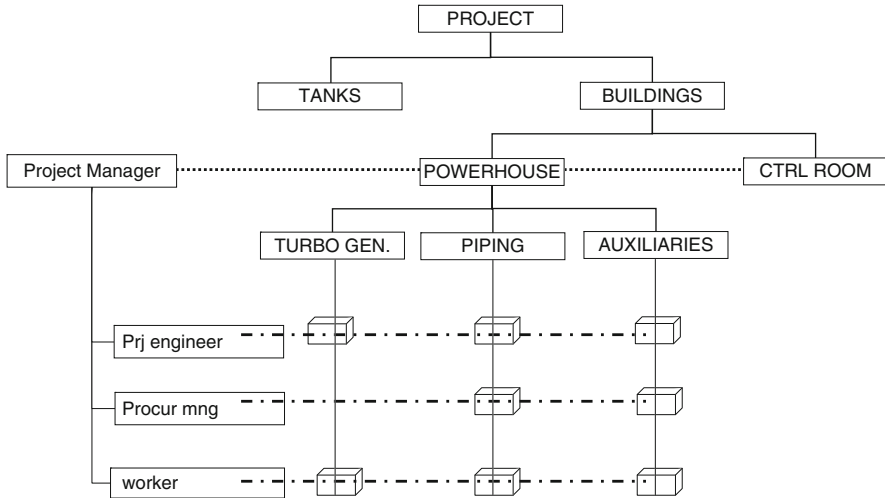 PROJECT
TANKS
BUILDINGS
Project Manager
POWERHOUSE
CTRL ROOM
TURBO GEN.
PIPING
AUXILIARIES
Prj engineer
Procur mng
worker